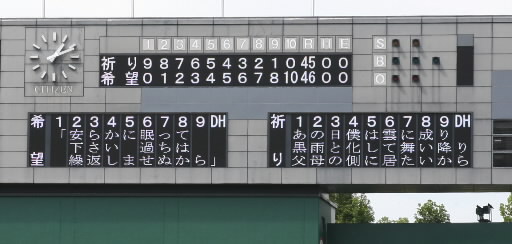 1 2 3 4 5 6 7 8 9 10 R H E
祈り 9 8 7 6 5 4 3 2 1 0 45 0 0
希望 0 1 2 3 4 5 6 7 8 10 46 0 0
S
B
O
CITIZEN
希望
1 2 3 4 5 6 7 8 9 DH
「安らかに眠って
下さい 過ちは
繰返しませぬから」
祈り
1 2 3 4 5 6 7 8 9 DH
あの日僕は雲に成り
黒雨と化して舞い降り
父母の側に居たいから